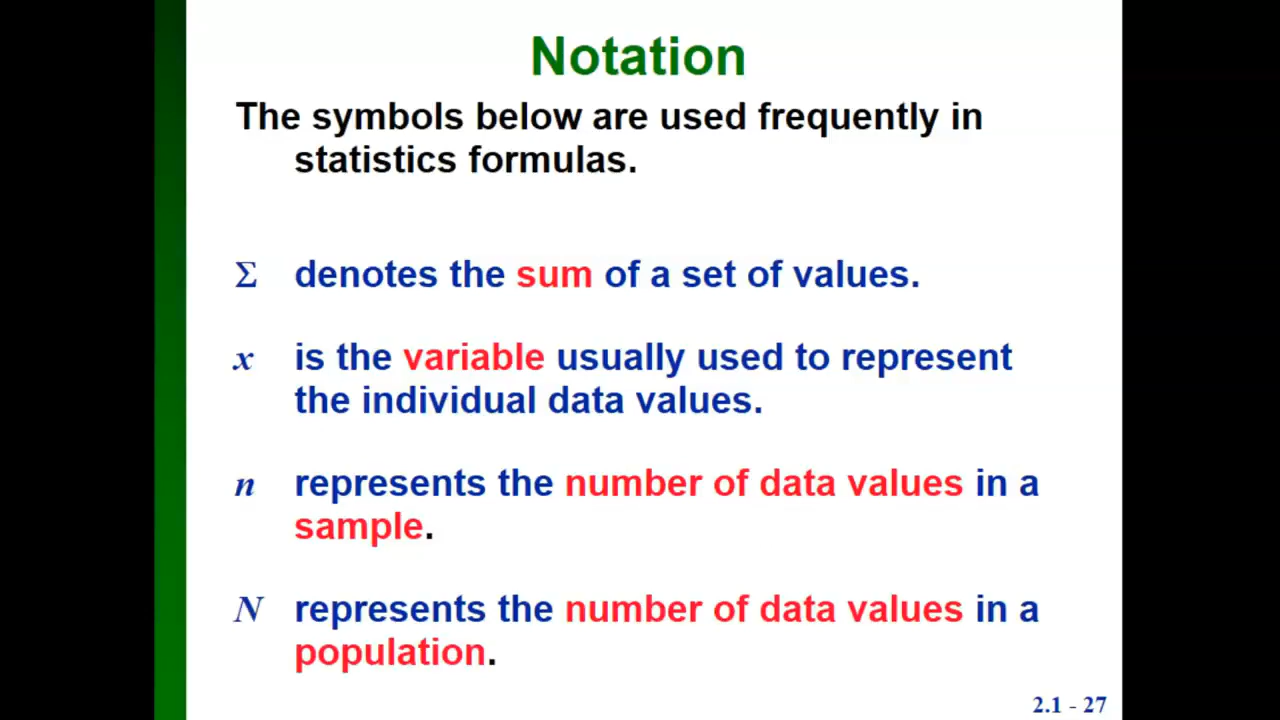 Notation
The symbols below are used frequently in
statistics formulas.
Σ denotes the sum of a set of values.
x is the variable usually used to represent
the individual data values.
n represents the number of data values in a
sample.
N represents the number of data values in a
population.
2.1 - 27